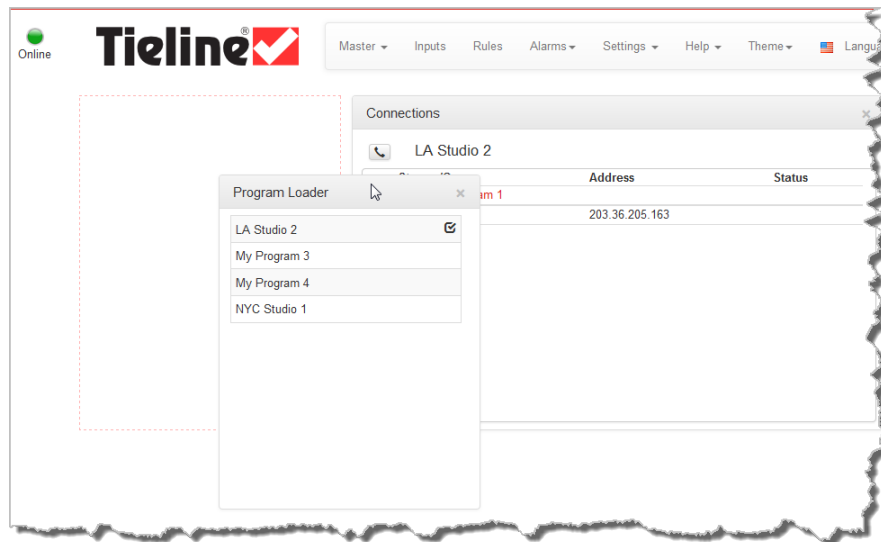 Online
Tieline®
Master Inputs Rules Alarms Settings Help Theme
Connections ×
LA Studio 2
Address Status
am 1
203.36.205.163
Program Loader ×
LA Studio 2
My Program 3
My Program 4
NYC Studio 1